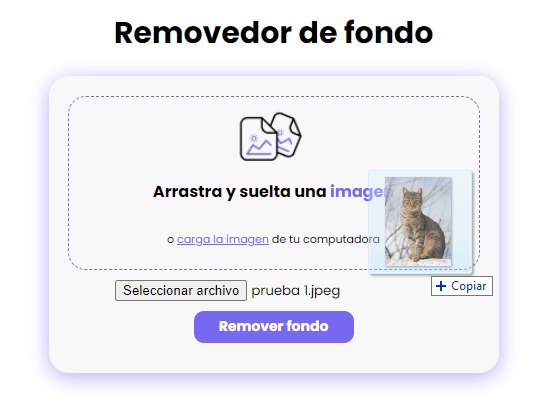 Removedor de fondo
Arrastra y suelta una imagen
o carga la imagen de tu computadora
Seleccionar archivo prueba 1.jpeg
Copiar
Remover fondo